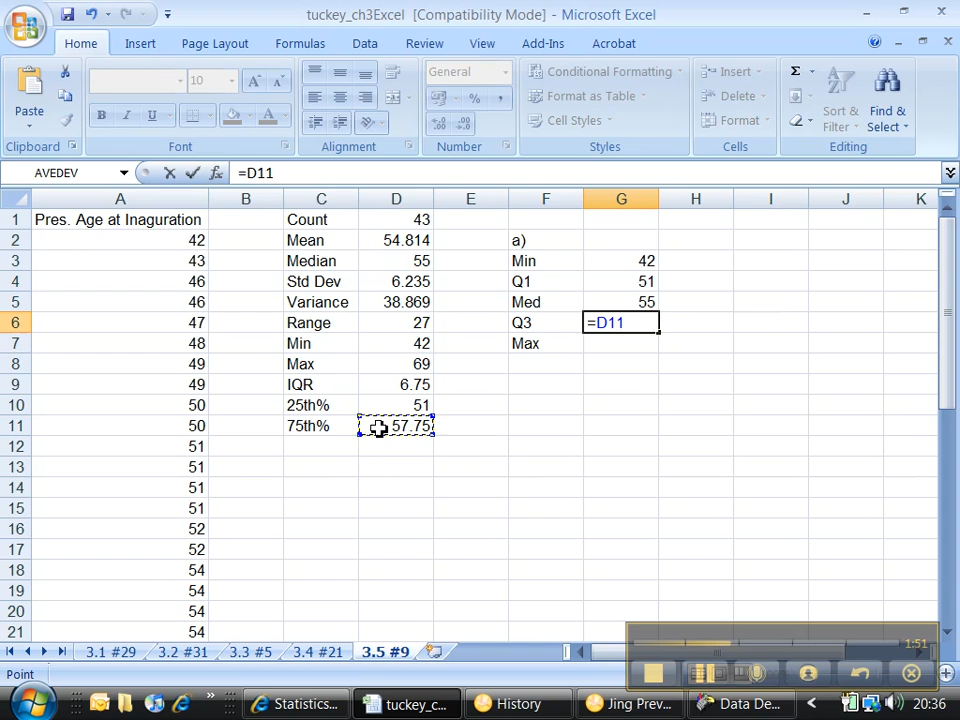 tuckey_ch3Excel [Compatibility Mode] - Microsoft Excel
Home Insert Page Layout Formulas Data Review View Add-Ins Acrobat
Paste
10
General
Conditional Formatting
Format as Table
Cell Styles
Insert
Delete
Format
Sort & Filter
Find & Select
Clipboard Font Alignment Number Styles Cells Editing
AVEDEV =D11
A B C D E F G H I J K
1 Pres. Age at Inaguration Count 43
2 42 Mean 54.814 a)
3 43 Median 55 Min 42
4 46 Std Dev 6.235 Q1 51
5 46 Variance 38.869 Med 55
6 47 Range 27 Q3 =D11
7 48 Min 42 Max
8 49 Max 69
9 49 IQR 6.75
10 50 25th% 51
11 50 75th% 57.75
12 51
13 51
14 51
15 51
16 52
17 52
18 54
19 54
20 54
21 54
3.1 #29 3.2 #31 3.3 #5 3.4 #21 3.5 #9
1:51
Point
Statistics... tuckey_c... History Jing Prev... Data De... 20:36